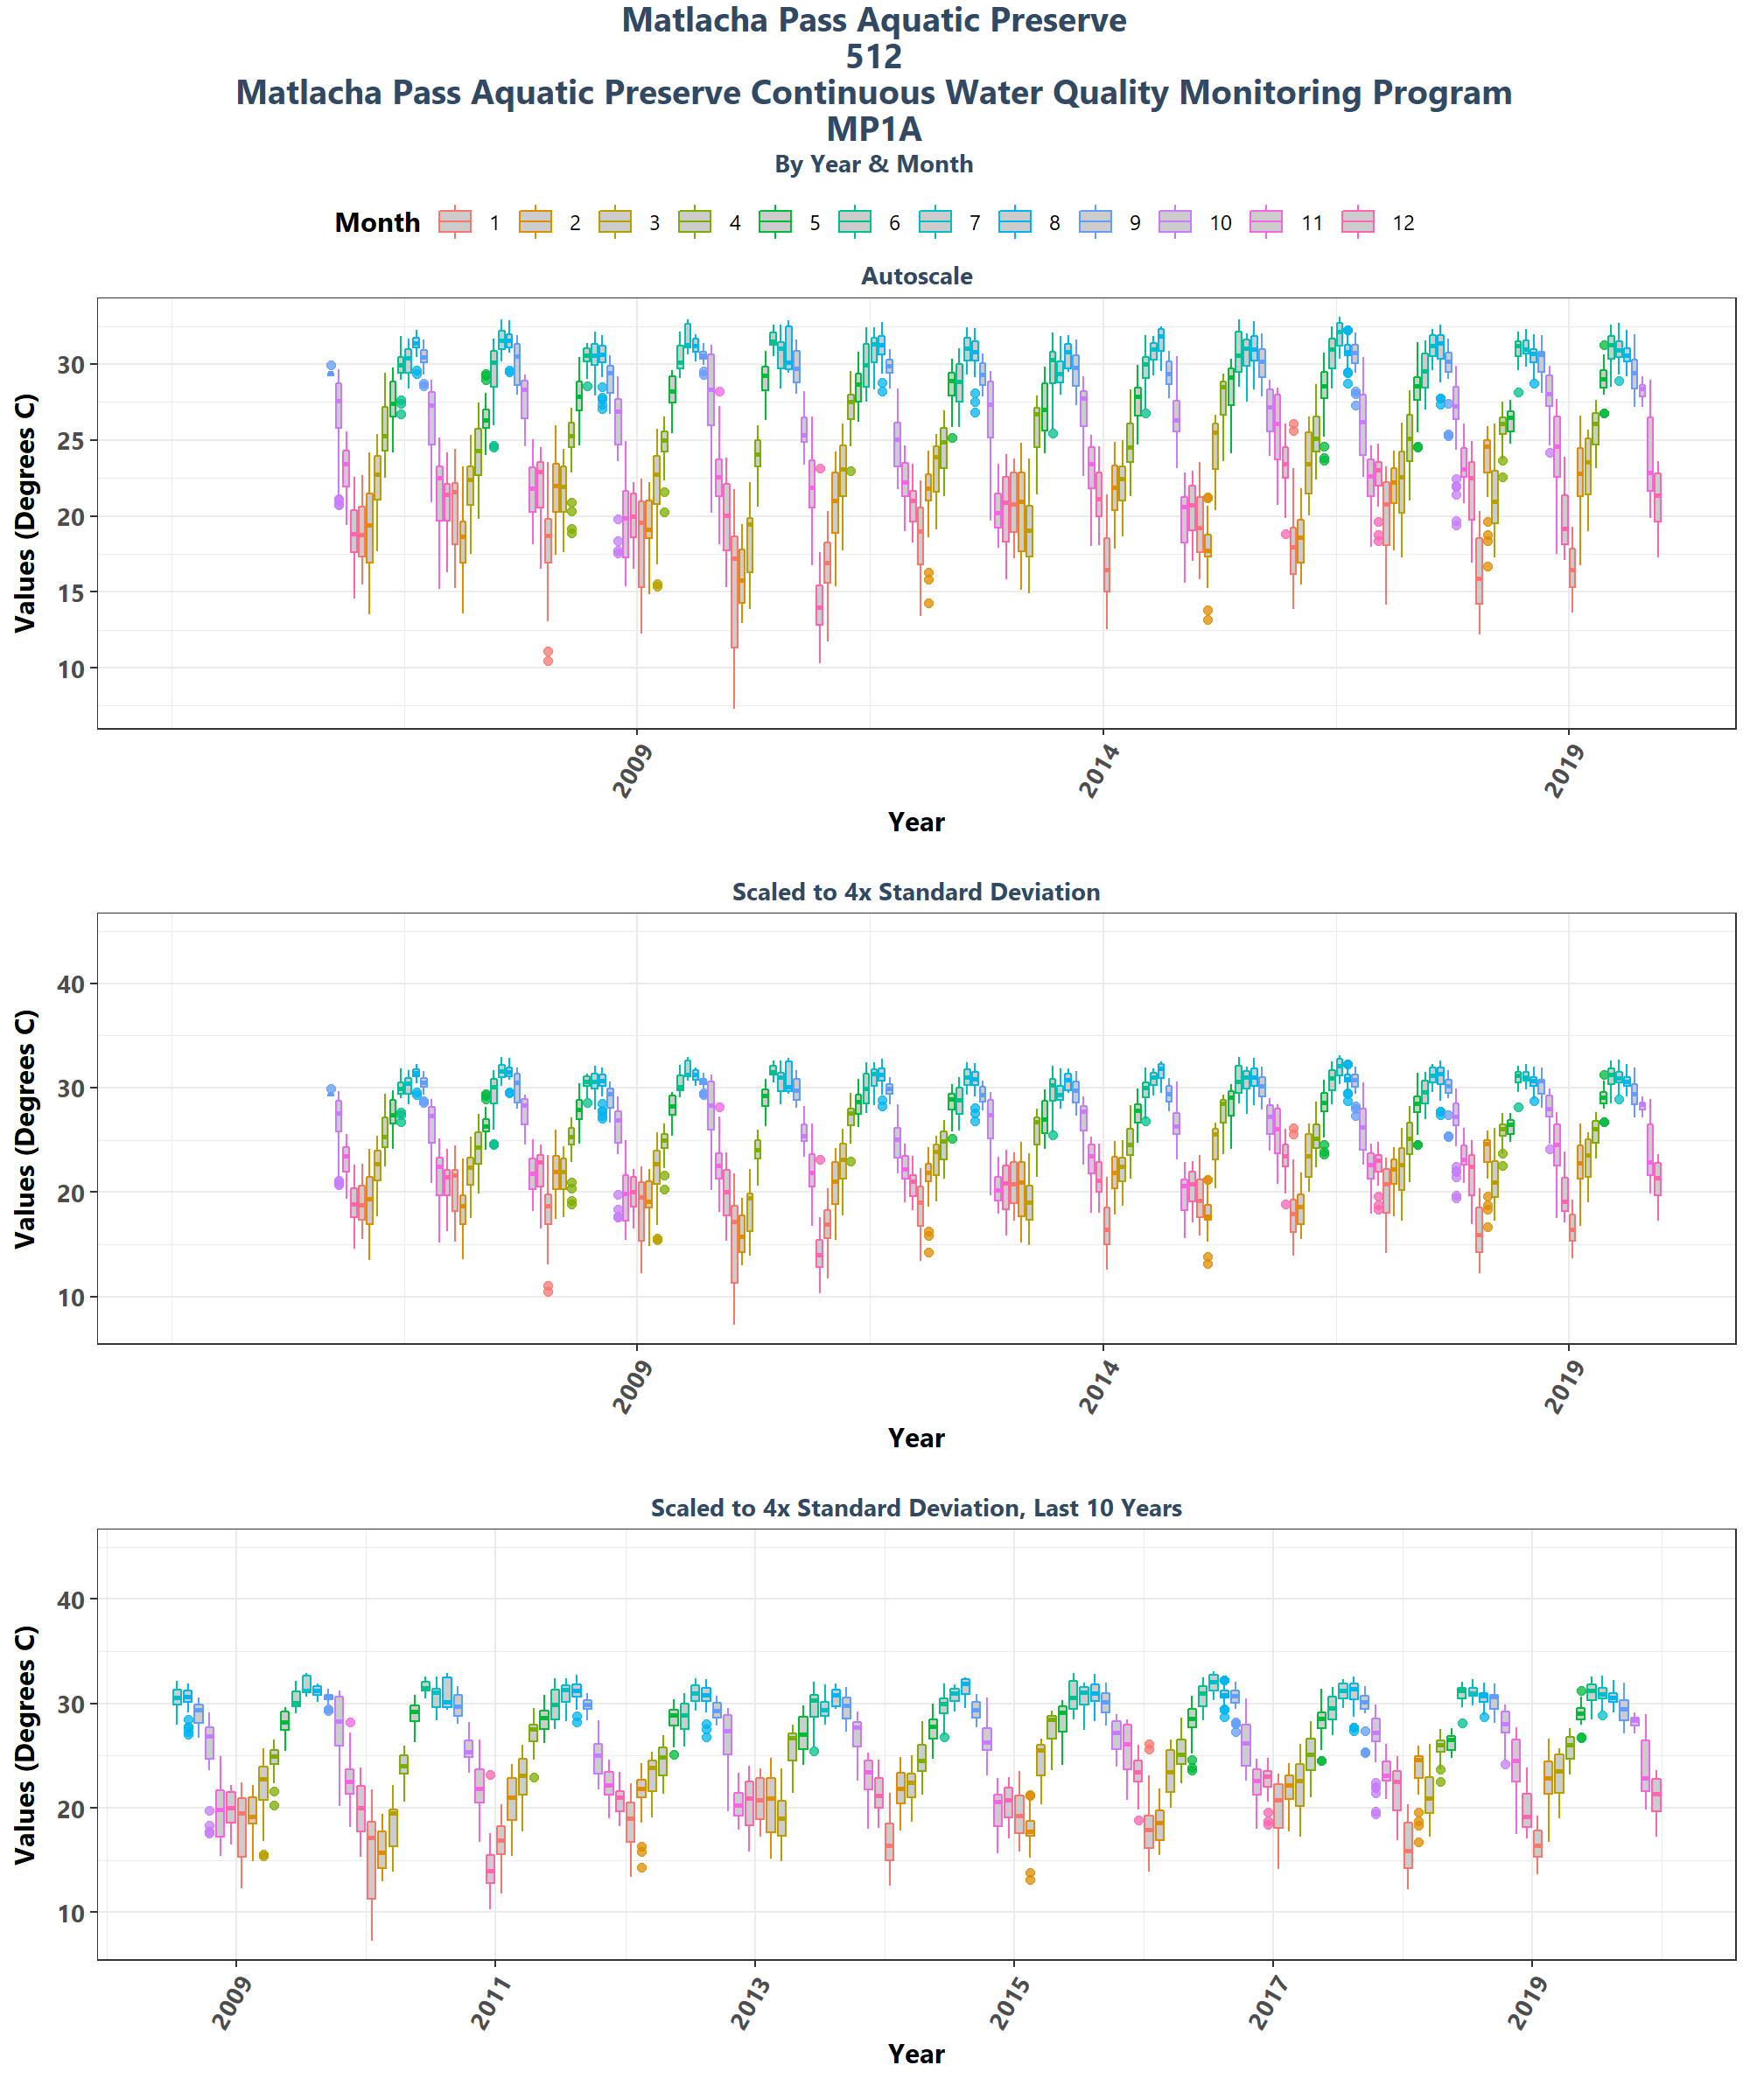 Matlacha Pass Aquatic Preserve
512
Matlacha Pass Aquatic Preserve Continuous Water Quality Monitoring Program
MP1A
By Year & Month
Month 1 2 3 4 5 6 7 8 9 10 11 12
Autoscale
Values (Degrees C)
30
25
20
15
10
2009 2014 2019
Year
Scaled to 4x Standard Deviation
Values (Degrees C)
40
30
20
10
2009 2014 2019
Year
Scaled to 4x Standard Deviation, Last 10 Years
Values (Degrees C)
40
30
20
10
2009 2011 2013 2015 2017 2019
Year